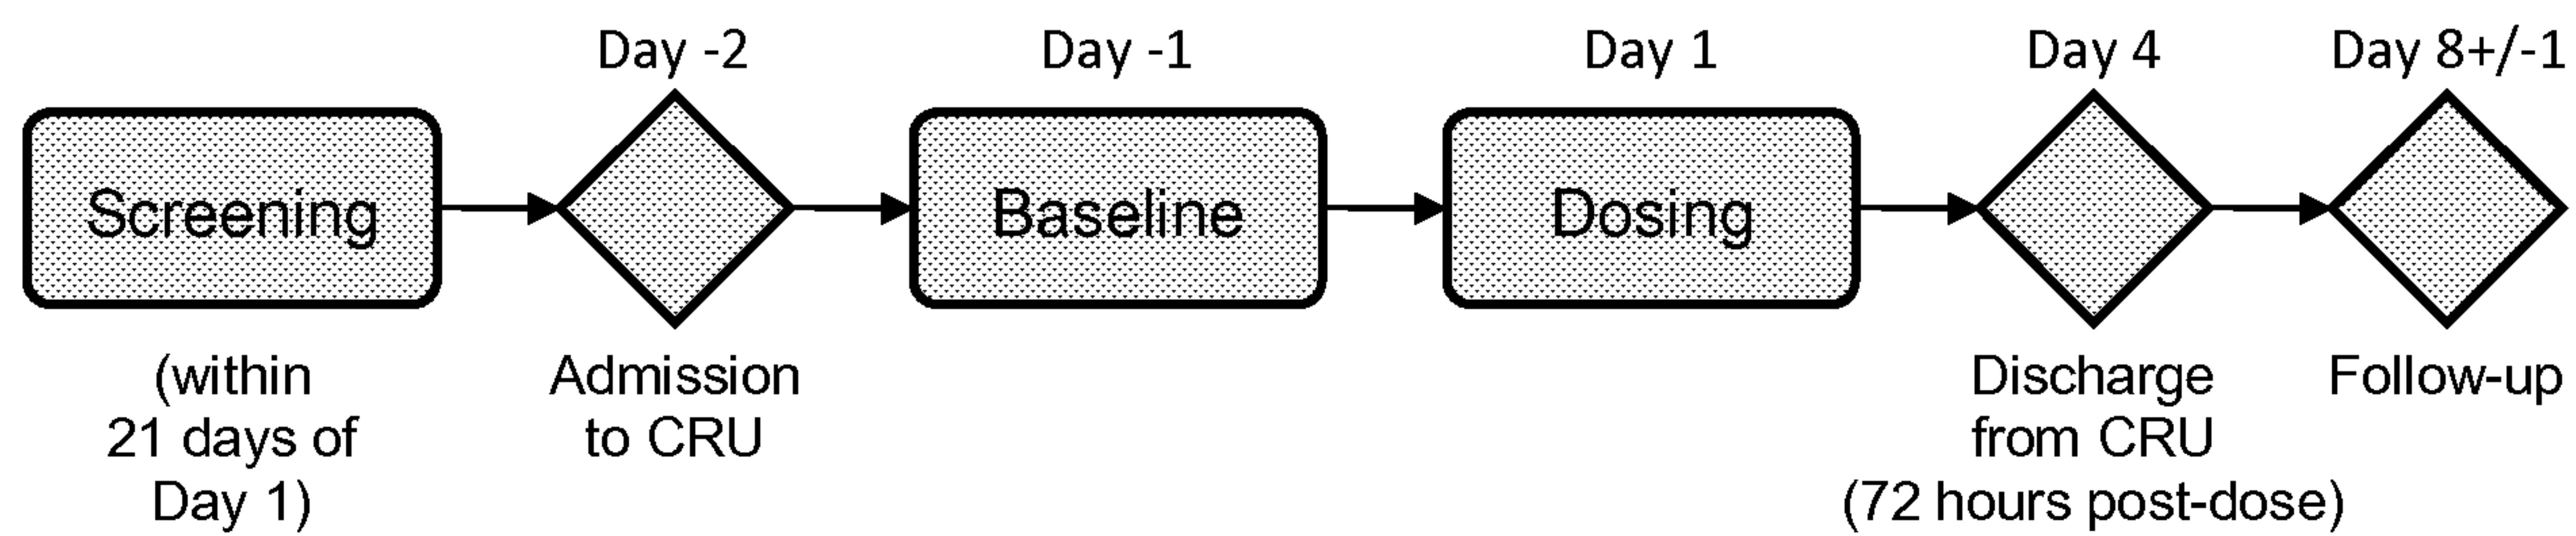 Day -2
Day -1
Day 1
Day 4
Day 8+/-1
Screening
Baseline
Dosing
(within
21 days of
Day 1)
Admission
to CRU
Discharge
from CRU
(72 hours post-dose)
Follow-up